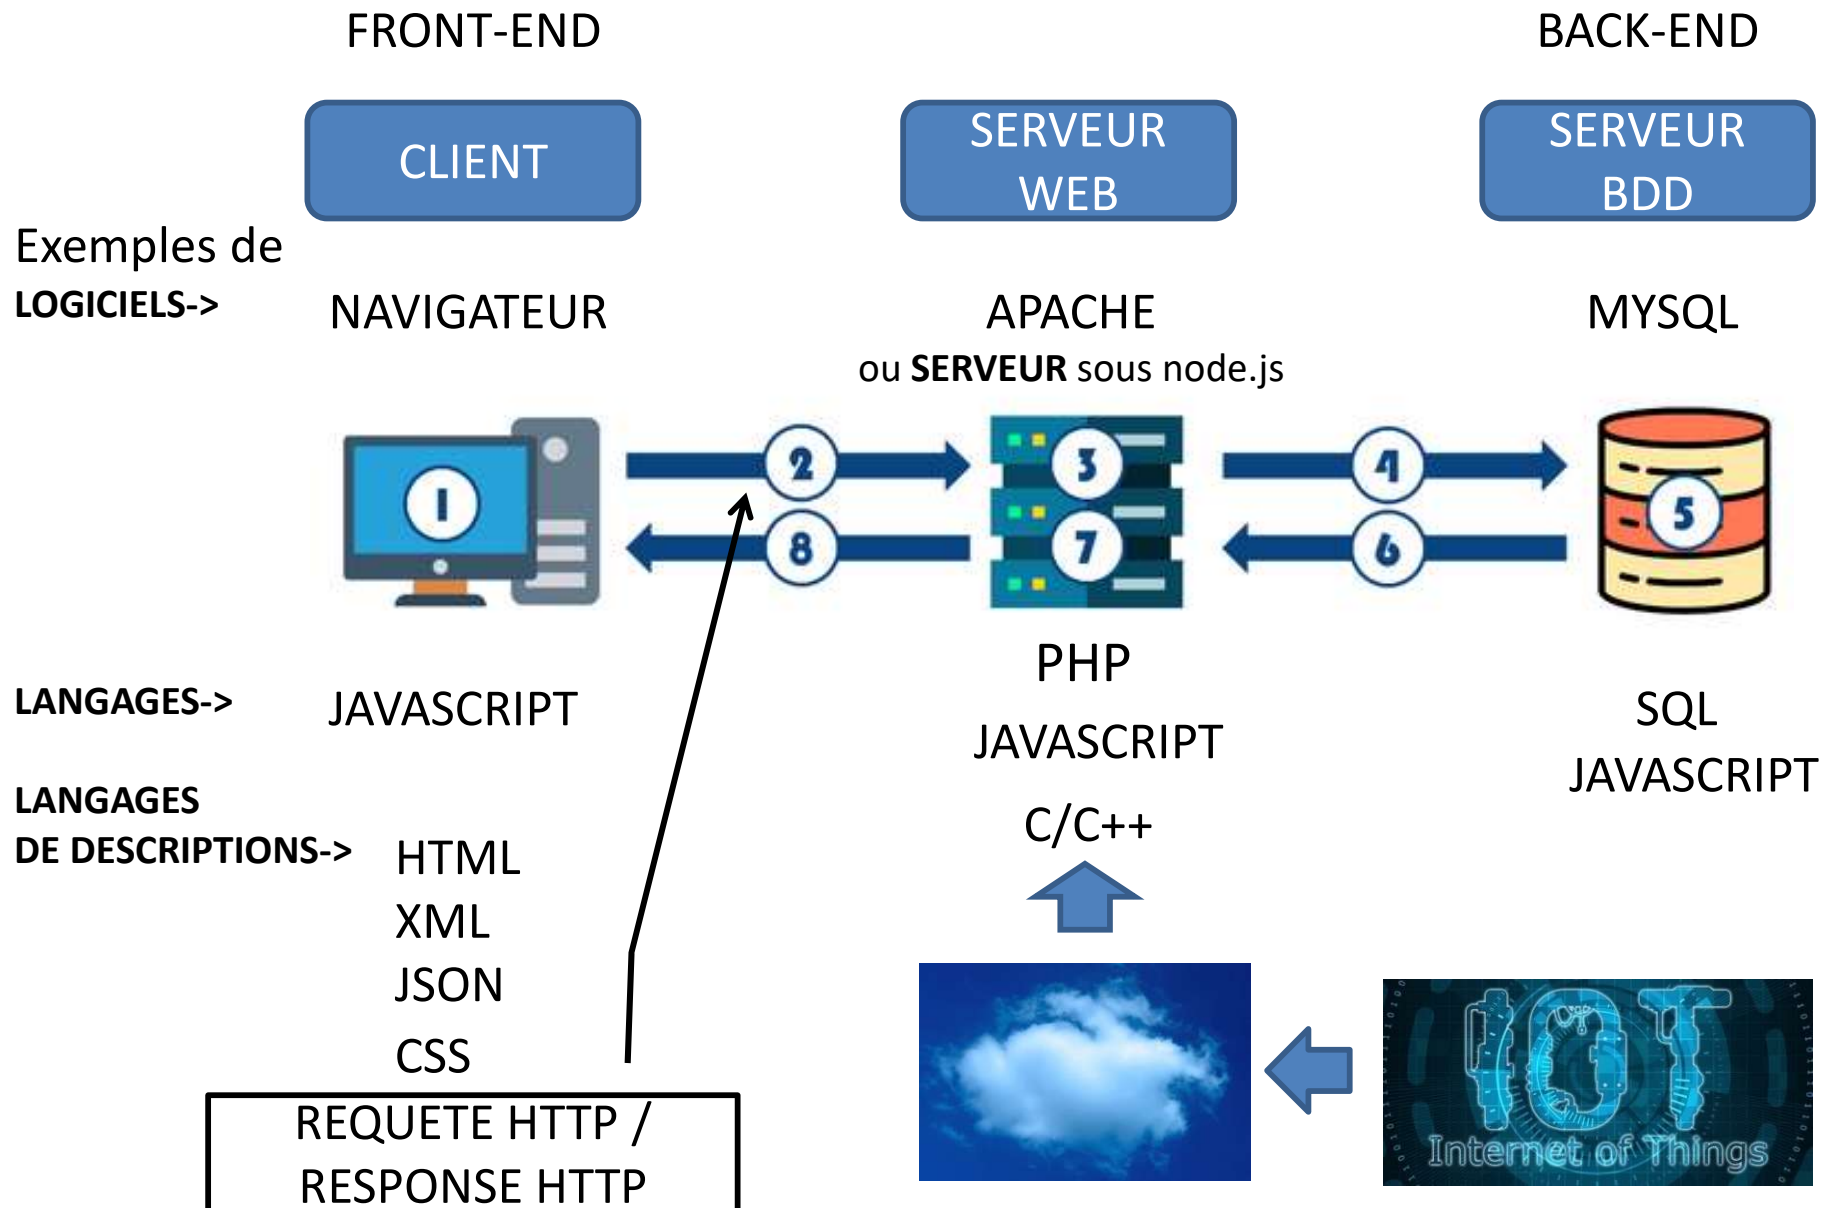 FRONT-END
BACK-END
CLIENT
SERVEUR
WEB
SERVEUR
BDD
Exemples de
LOGICIELS->
NAVIGATEUR
APACHE
MYSQL
ou SERVEUR sous node.js
1
2
3
4
5
8
7
6
PHP
LANGAGES->
JAVASCRIPT
JAVASCRIPT
SQL
JAVASCRIPT
LANGAGES
DE DESCRIPTIONS->
C/C++
HTML
XML
JSON
CSS
IOT
Internet of Things
REQUETE HTTP /
RESPONSE HTTP